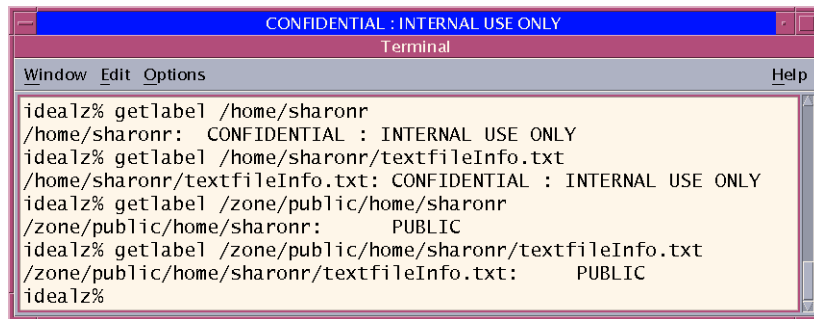 CONFIDENTIAL : INTERNAL USE ONLY
Terminal
Window Edit Options Help
idealz% getlabel /home/sharonr
/home/sharonr:  CONFIDENTIAL : INTERNAL USE ONLY
idealz% getlabel /home/sharonr/textfileInfo.txt
/home/sharonr/textfileInfo.txt: CONFIDENTIAL : INTERNAL USE ONLY
idealz% getlabel /zone/public/home/sharonr
/zone/public/home/sharonr:      PUBLIC
idealz% getlabel /zone/public/home/sharonr/textfileInfo.txt
/zone/public/home/sharonr/textfileInfo.txt:     PUBLIC
idealz%